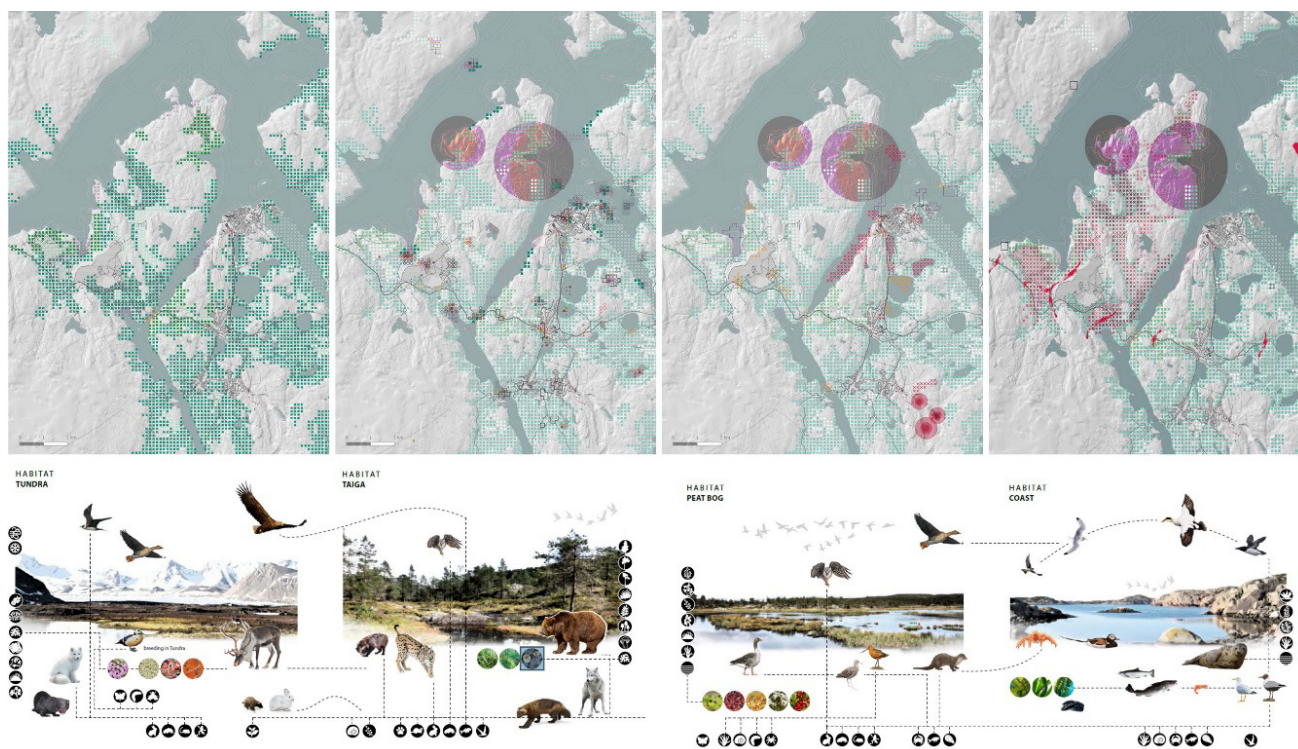 HABITAT
TUNDRA
HABITAT
TAIGA
HABITAT
PEAT BOG
HABITAT
COAST
breeding in Tundra